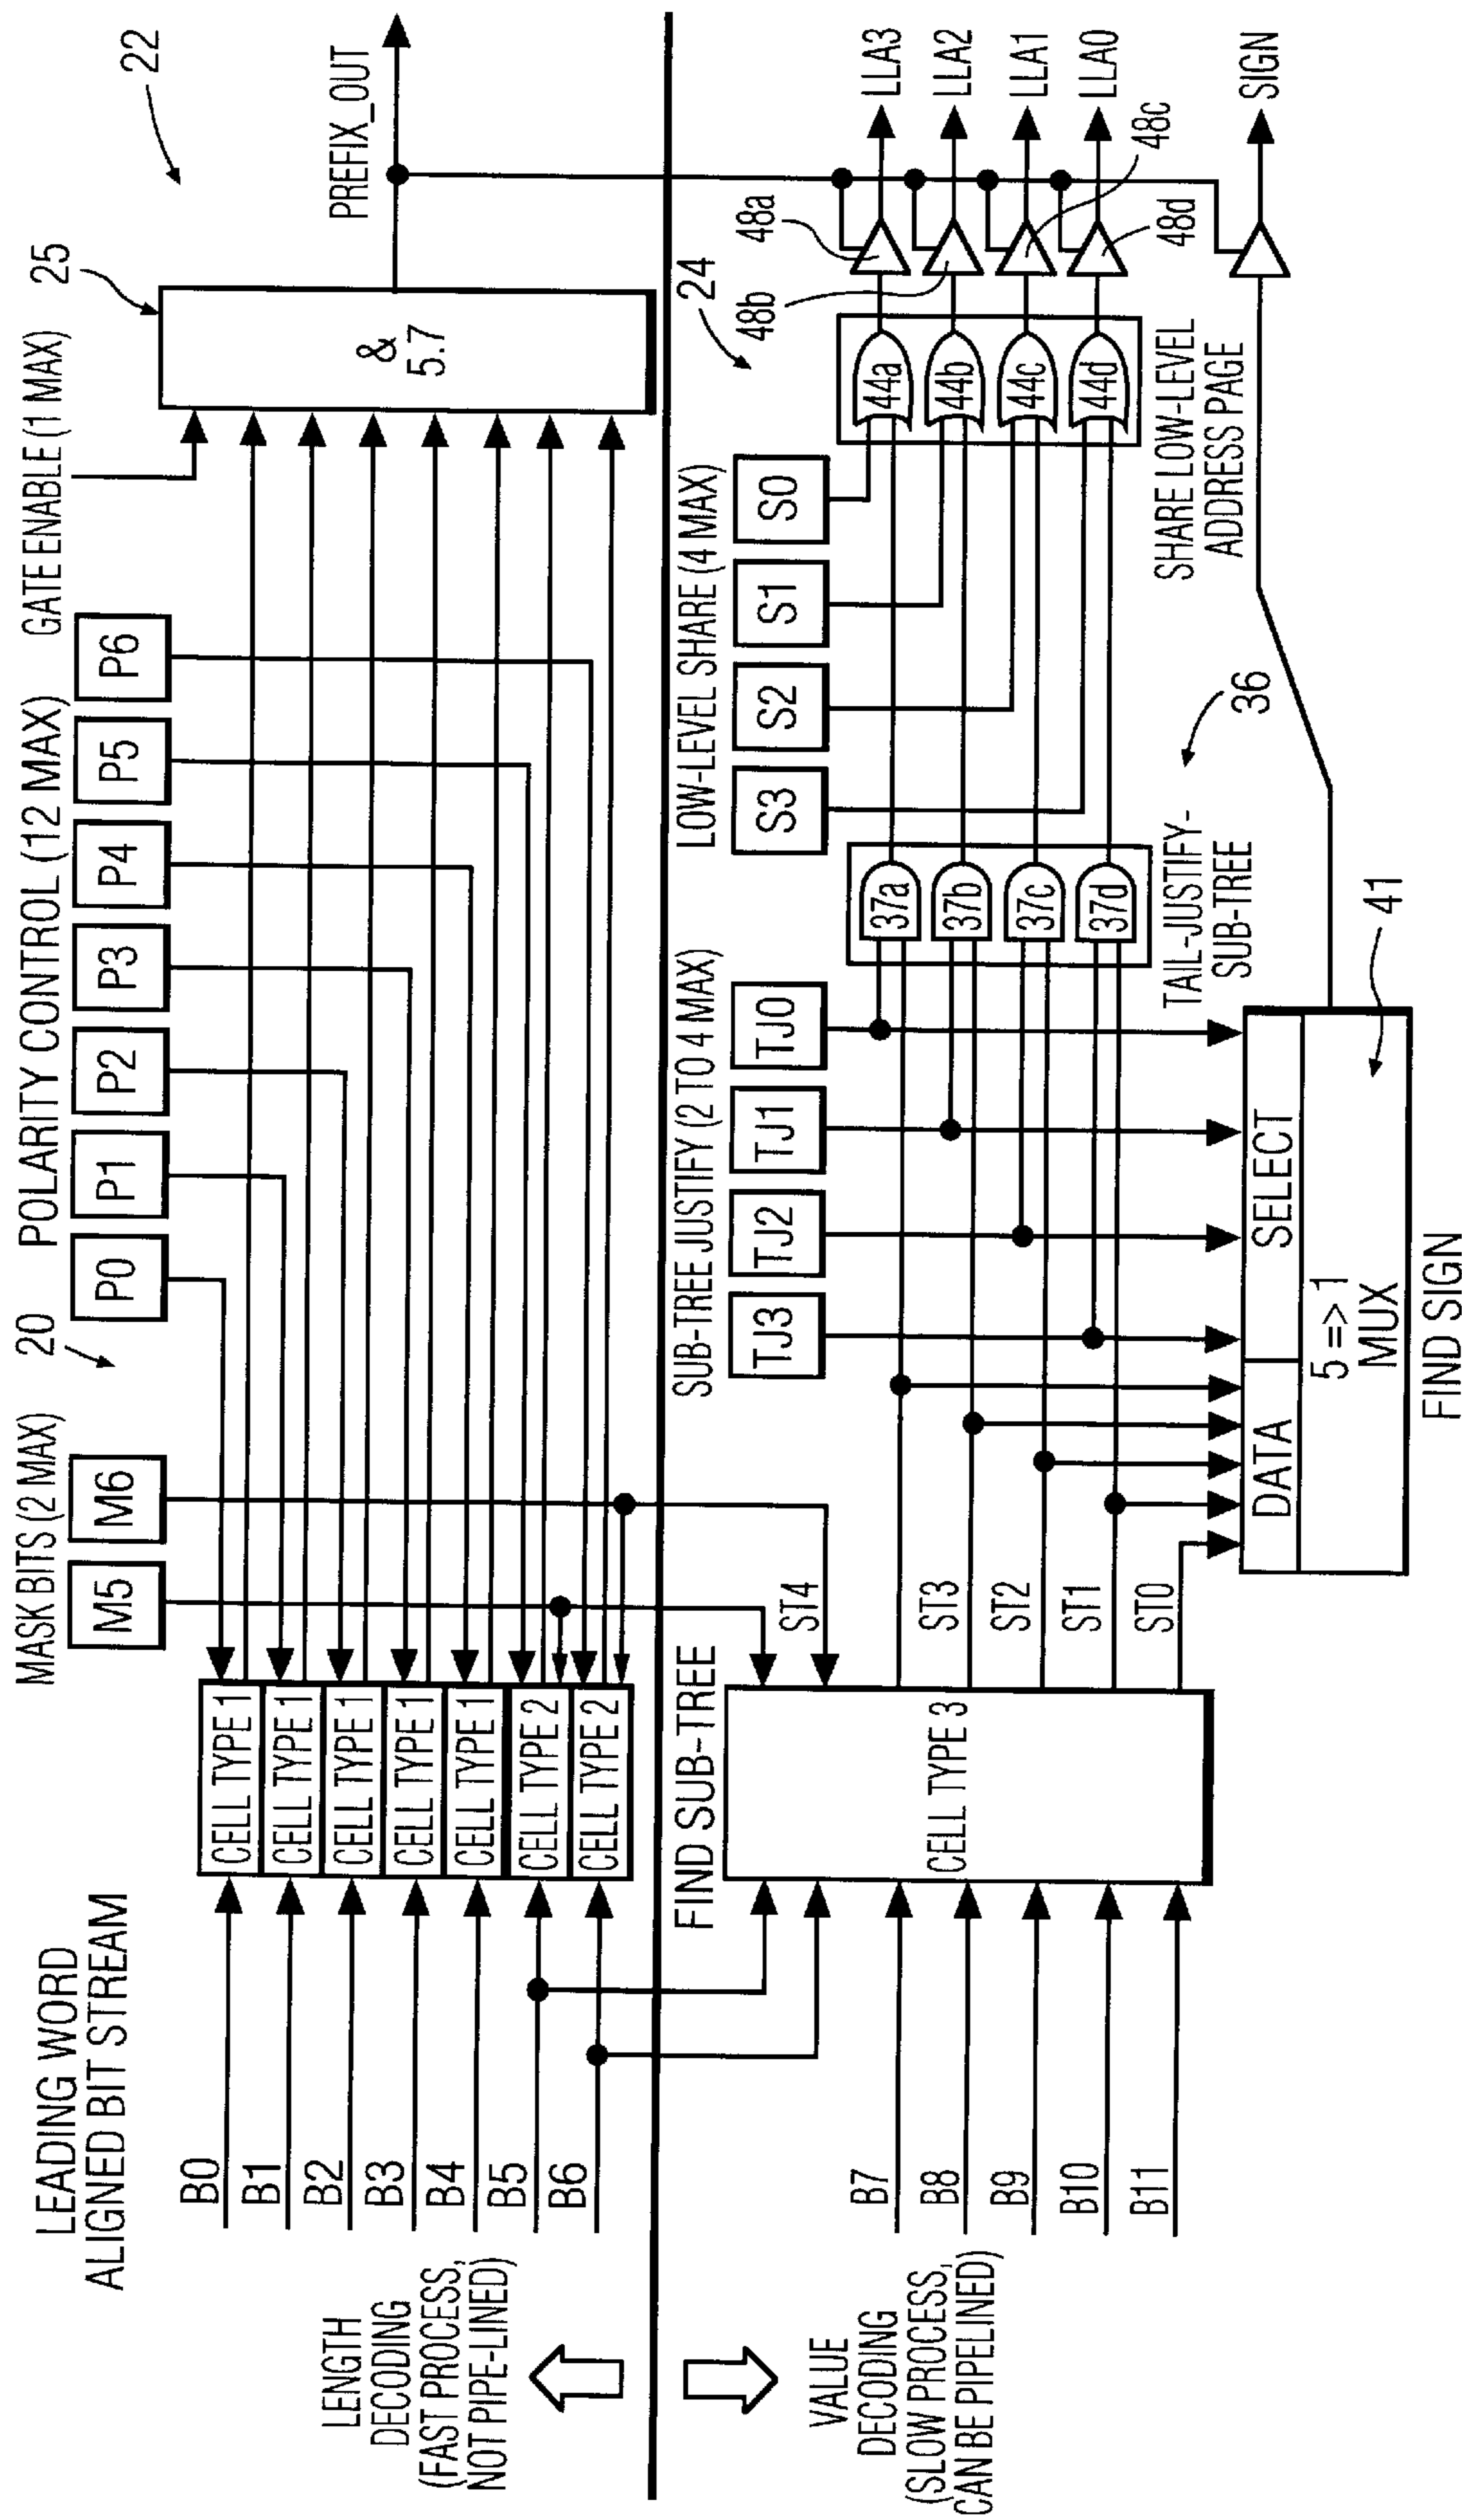 LEADING WORD
ALIGNED BIT STREAM
MASK BITS (2 MAX)
M5
M6
20
POLARITY CONTROL (12 MAX)
P0
P1
P2
P3
P4
P5
P6
GATE ENABLE (1 MAX)
25
22
PREFIX_OUT
&
5.7
B0
B1
B2
B3
B4
B5
B6
CELL TYPE 1
CELL TYPE 1
CELL TYPE 1
CELL TYPE 1
CELL TYPE 1
CELL TYPE 2
CELL TYPE 2
LENGTH
DECODING
(FAST PROCESS,
NOT PIPE-LINED)
VALUE
DECODING
(SLOW PROCESS,
CAN BE PIPELINED)
FIND SUB-TREE
CELL TYPE 3
B7
B8
B9
B10
B11
ST4
ST3
ST2
ST1
ST0
SUB-TREE JUSTIFY (2 TO 4 MAX)
TJ3
TJ2
TJ1
TJ0
LOW-LEVEL SHARE (4 MAX)
S3
S2
S1
S0
24
37a
37b
37c
37d
44a
44b
44c
44d
48a
48b
48c
48d
LLA3
LLA2
LLA1
LLA0
SIGN
TAIL-JUSTIFY-
SUB-TREE
36
SHARE LOW-LEVEL
ADDRESS PAGE
DATA
SELECT
5 => 1
MUX
41
FIND SIGN